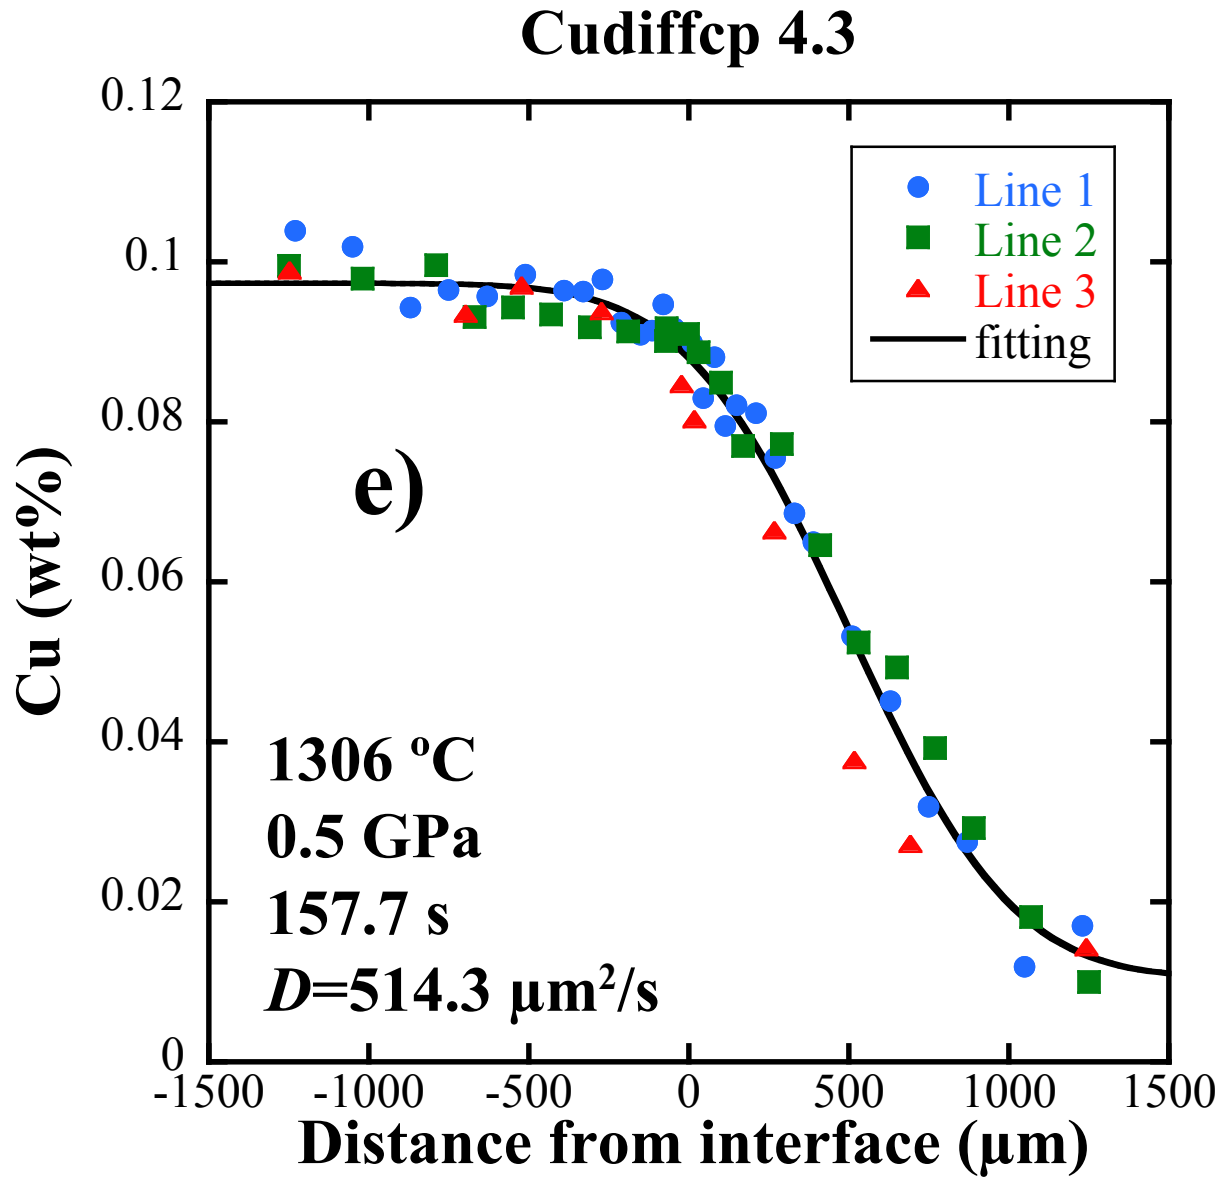 Cudiffcp 4.3
0.12
0.1
0.08
0.06
0.04
0.02
0
Cu (wt%)
Line 1
Line 2
Line 3
fitting
e)
1306 ºC
0.5 GPa
157.7 s
D=514.3 µm²/s
-1500 -1000 -500 0 500 1000 1500
Distance from interface (µm)